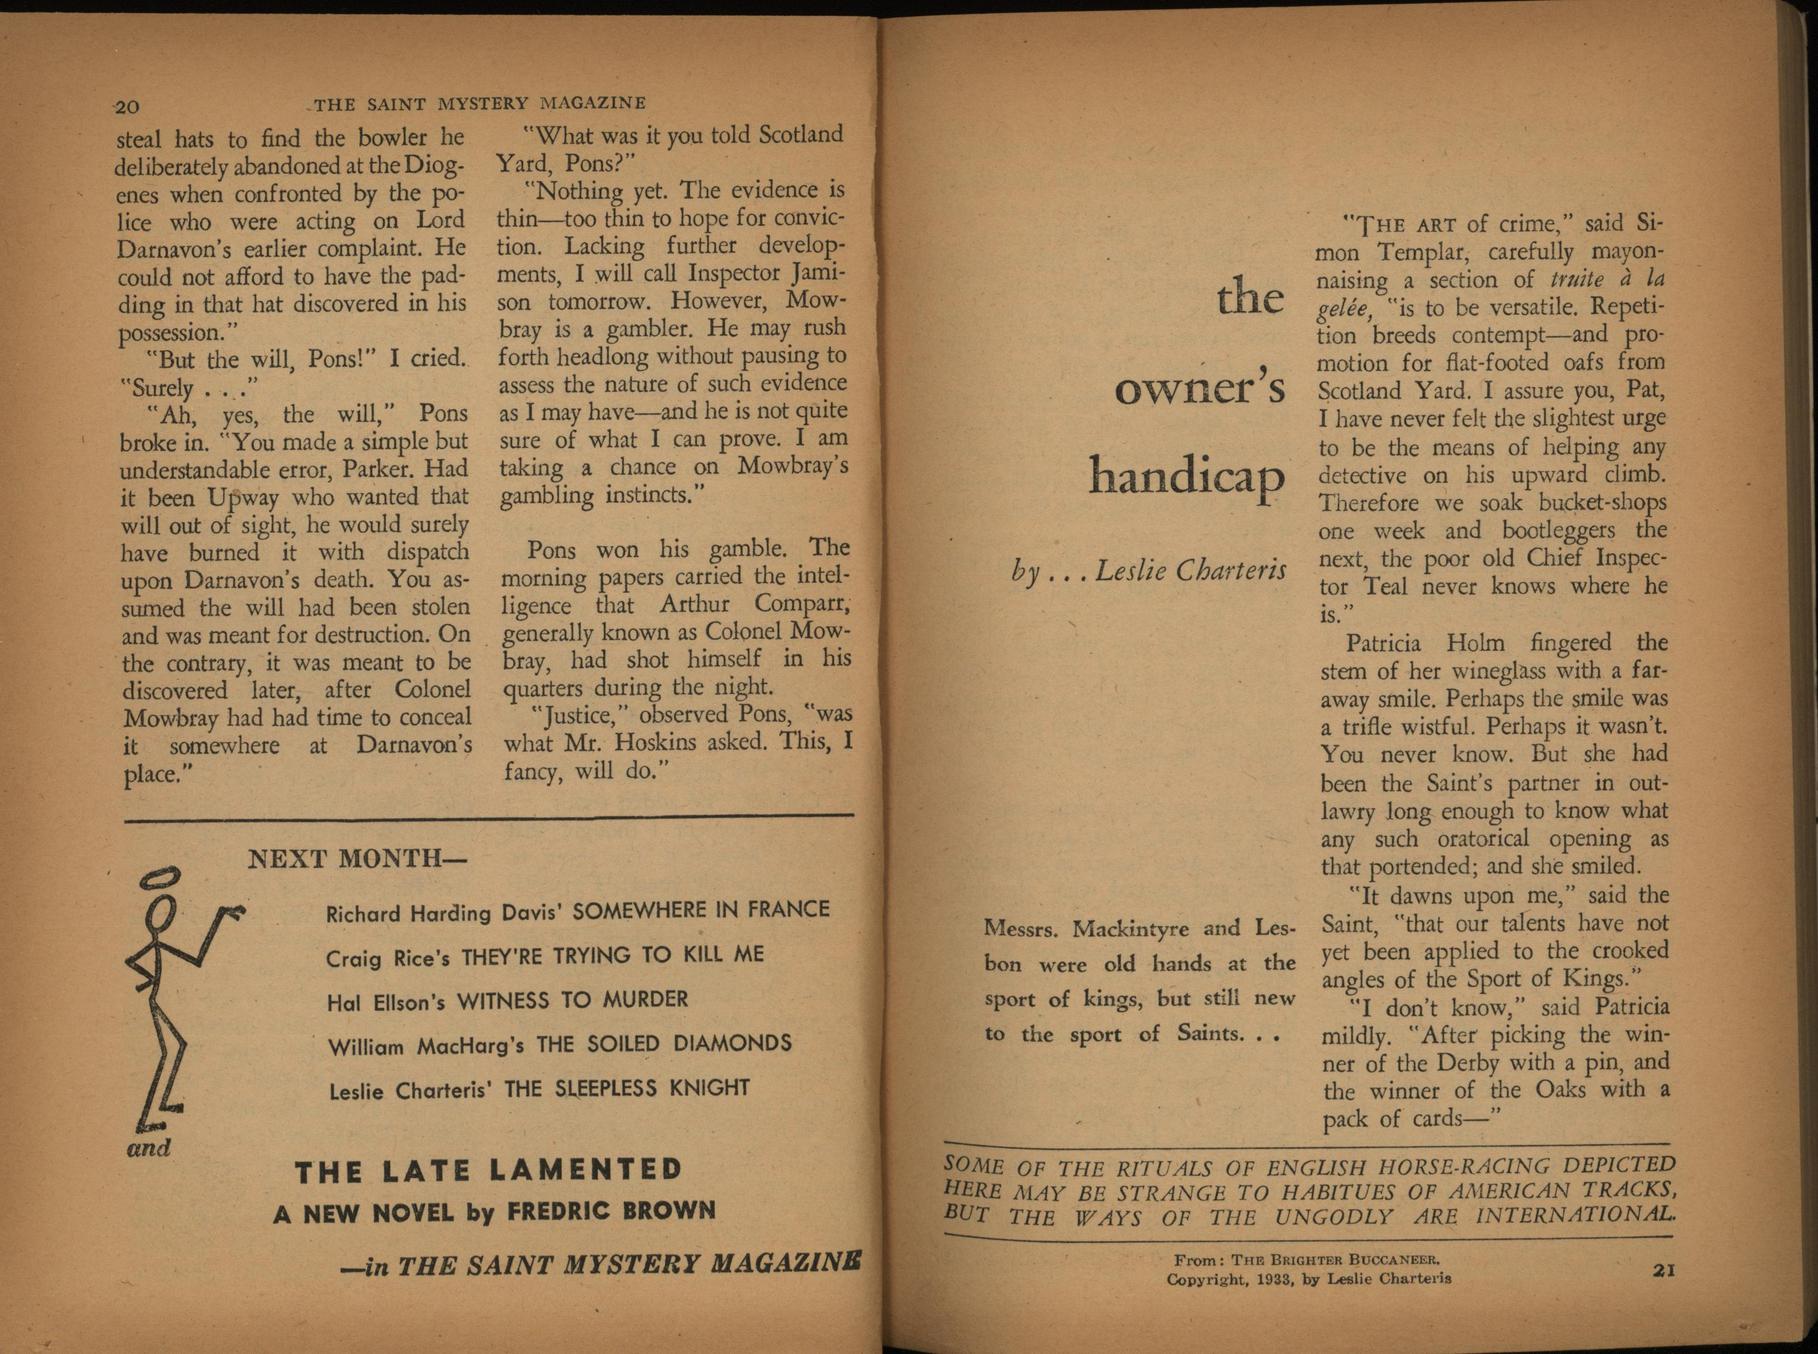 20
THE SAINT MYSTERY MAGAZINE
steal hats to find the bowler he
deliberately abandoned at the Diog-
enes when confronted by the po-
lice who were acting on Lord
Darnavon's earlier complaint. He
could not afford to have the pad-
ding in that hat discovered in his
possession."
"But the will, Pons!" I cried.
"Surely . . ."
"Ah, yes, the will," Pons
broke in. "You made a simple but
understandable error, Parker. Had
it been Upway who wanted that
will out of sight, he would surely
have burned it with dispatch
upon Darnavon's death. You as-
sumed the will had been stolen
and was meant for destruction. On
the contrary, it was meant to be
discovered later, after Colonel
Mowbray had had time to conceal
it somewhere at Darnavon's
place."
"What was it you told Scotland
Yard, Pons?"
"Nothing yet. The evidence is
thin—too thin to hope for convic-
tion. Lacking further develop-
ments, I will call Inspector Jami-
son tomorrow. However, Mow-
bray is a gambler. He may rush
forth headlong without pausing to
assess the nature of such evidence
as I may have—and he is not quite
sure of what I can prove. I am
taking a chance on Mowbray's
gambling instincts."
Pons won his gamble. The
morning papers carried the intel-
ligence that Arthur Comparr,
generally known as Colonel Mow-
bray, had shot himself in his
quarters during the night.
"Justice," observed Pons, "was
what Mr. Hoskins asked. This, I
fancy, will do."
NEXT MONTH—
Richard Harding Davis' SOMEWHERE IN FRANCE
Craig Rice's THEY'RE TRYING TO KILL ME
Hal Ellson's WITNESS TO MURDER
William MacHarg's THE SOILED DIAMONDS
Leslie Charteris' THE SLEEPLESS KNIGHT
and
THE LATE LAMENTED
A NEW NOVEL by FREDRIC BROWN
—in THE SAINT MYSTERY MAGAZINE
the
owner's
handicap
by . . . Leslie Charteris
Messrs. Mackintyre and Les-
bon were old hands at the
sport of kings, but still new
to the sport of Saints. . .
"THE ART of crime," said Si-
mon Templar, carefully mayon-
naising a section of truite à la
gelée, "is to be versatile. Repeti-
tion breeds contempt—and pro-
motion for flat-footed oafs from
Scotland Yard. I assure you, Pat,
I have never felt the slightest urge
to be the means of helping any
detective on his upward climb.
Therefore we soak bucket-shops
one week and bootleggers the
next, the poor old Chief Inspec-
tor Teal never knows where he
is."
Patricia Holm fingered the
stem of her wineglass with a far-
away smile. Perhaps the smile was
a trifle wistful. Perhaps it wasn't.
You never know. But she had
been the Saint's partner in out-
lawry long enough to know what
any such oratorical opening as
that portended; and she smiled.
"It dawns upon me," said the
Saint, "that our talents have not
yet been applied to the crooked
angles of the Sport of Kings."
"I don't know," said Patricia
mildly. "After picking the win-
ner of the Derby with a pin, and
the winner of the Oaks with a
pack of cards—"
SOME OF THE RITUALS OF ENGLISH HORSE-RACING DEPICTED
HERE MAY BE STRANGE TO HABITUES OF AMERICAN TRACKS,
BUT THE WAYS OF THE UNGODLY ARE INTERNATIONAL.
From: THE BRIGHTER BUCCANEER.
Copyright, 1933, by Leslie Charteris
21